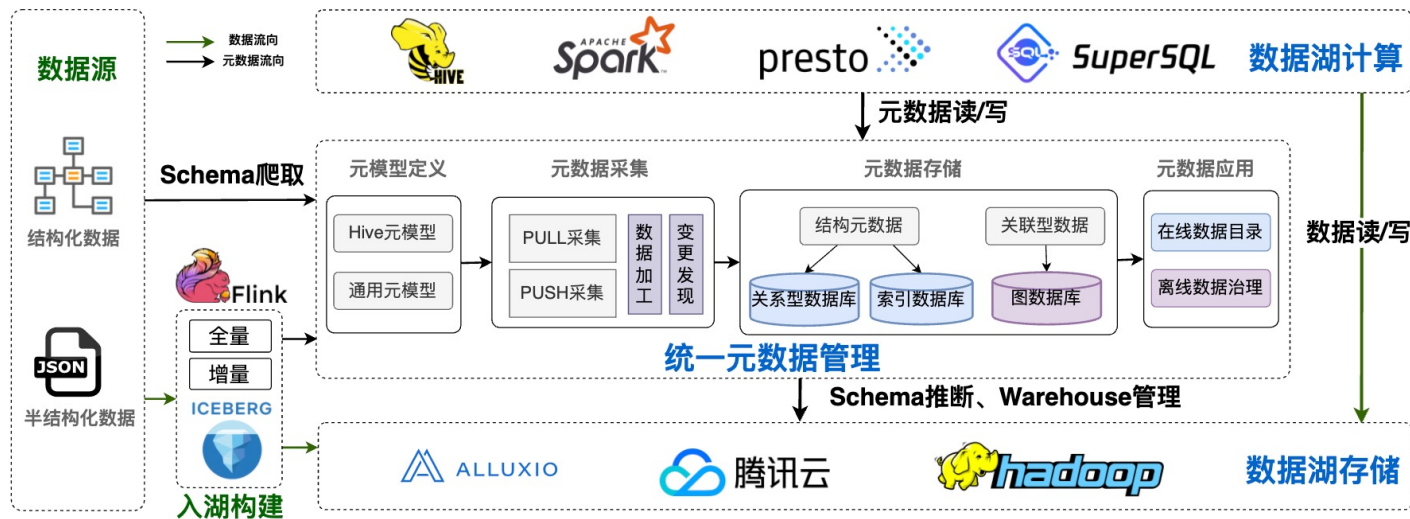 数据源
数据流向
元数据流向
HIVE
APACHE
Spark
presto
SQL
SuperSQL
数据湖计算
元数据读/写
结构化数据
Schema爬取
元模型定义
元数据采集
元数据存储
元数据应用
Hive元模型
通用元模型
PULL采集
PUSH采集
数据加工
变更发现
结构元数据
关联型数据
关系型数据库
索引数据库
图数据库
在线数据目录
离线数据治理
数据读/写
Flink
全量
增量
ICEBERG
入湖构建
JSON
半结构化数据
统一元数据管理
Schema推断、Warehouse管理
ALLUXIO
腾讯云
hadoop
数据湖存储